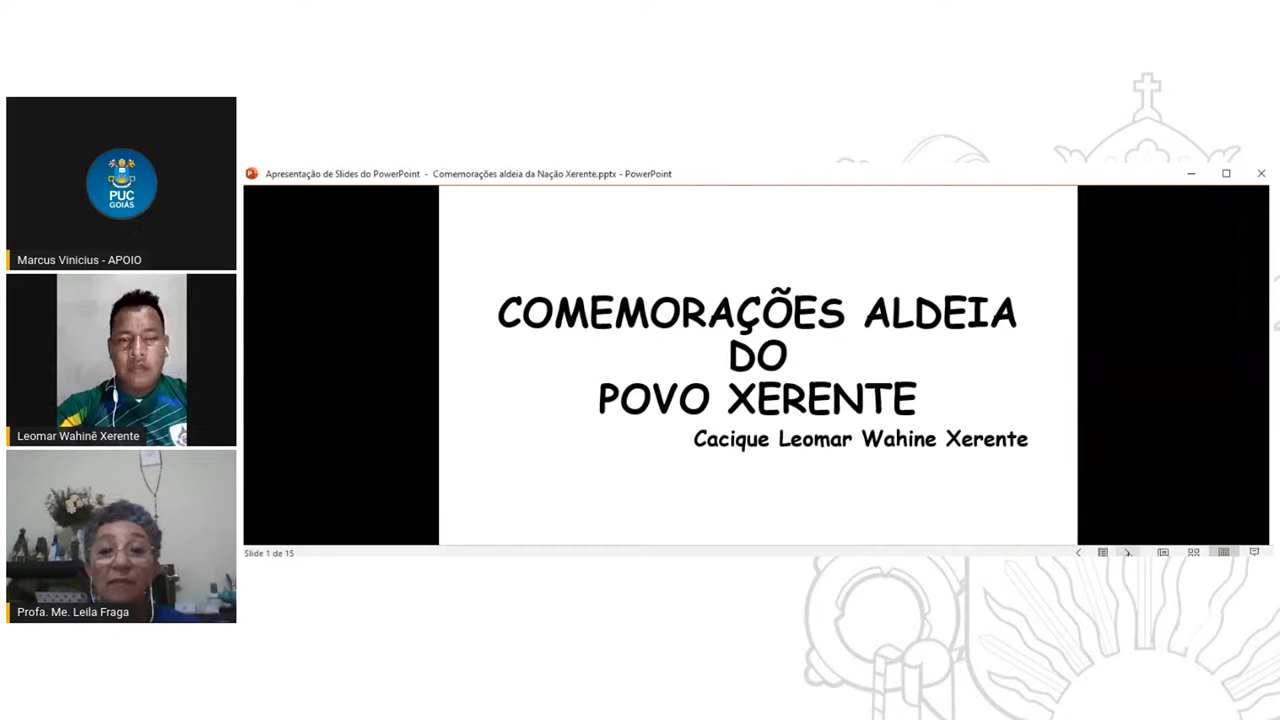 PUC
GOIÁS
Marcus Vinicius - APOIO
Leomar Wahinẽ Xerente
Profa. Me. Leila Fraga
Apresentação de Slides do PowerPoint - Comemorações aldeia da Nação Xerente.pptx - PowerPoint
COMEMORAÇÕES ALDEIA
DO
POVO XERENTE
Cacique Leomar Wahine Xerente
Slide 1 de 15